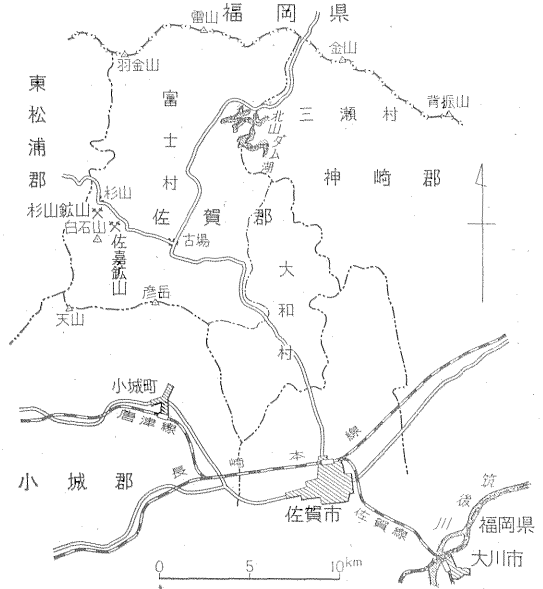 福岡県
雷山
羽金山
金山
背振山
東松浦郡
富士村
三瀬村
北山ダム湖
神崎郡
杉山
杉山鉱山
白石山
佐嘉鉱山
佐賀郡
古場
大和村
天山
彦岳
小城町
唐津線
長崎本線
小城郡
佐賀市
佐賀線
筑後川
福岡県
大川市
0 5 10km